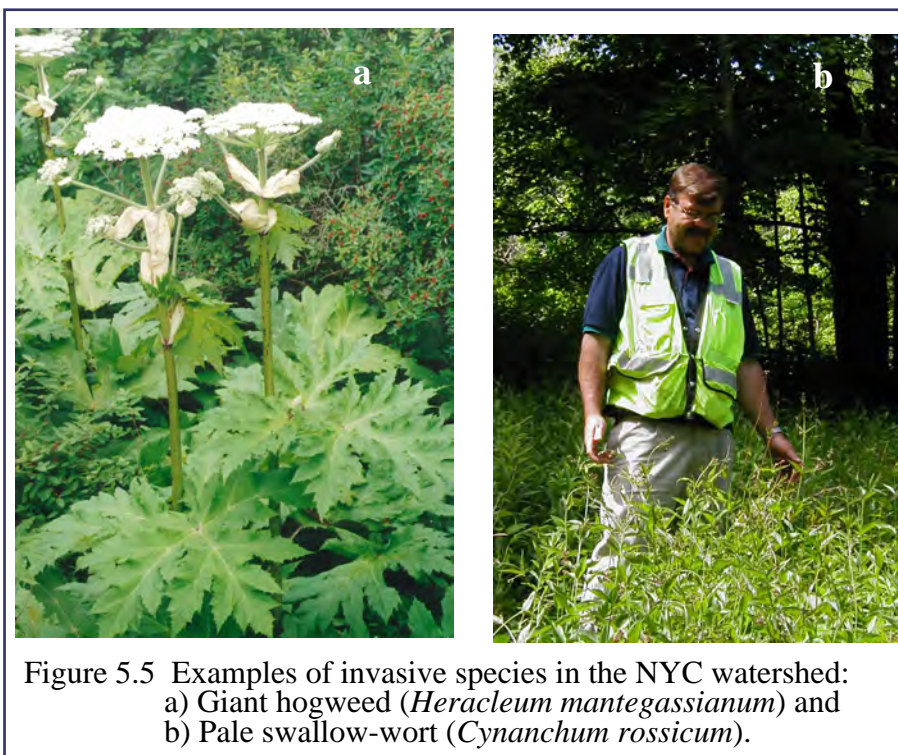 a
b
Figure 5.5 Examples of invasive species in the NYC watershed:
a) Giant hogweed (Heracleum mantegassianum) and
b) Pale swallow-wort (Cynanchum rossicum).